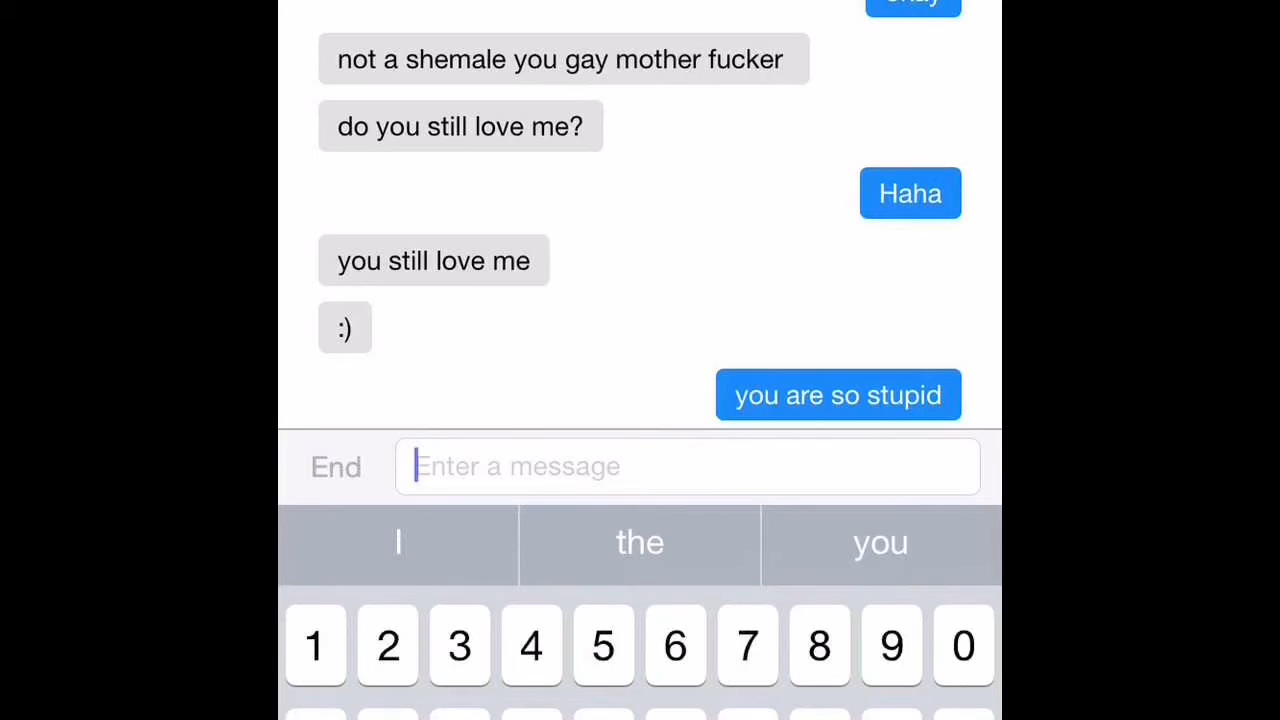 okay
not a shemale you gay mother fucker
do you still love me?
Haha
you still love me
:)
you are so stupid
End
Enter a message
I
the
you
1 2 3 4 5 6 7 8 9 0